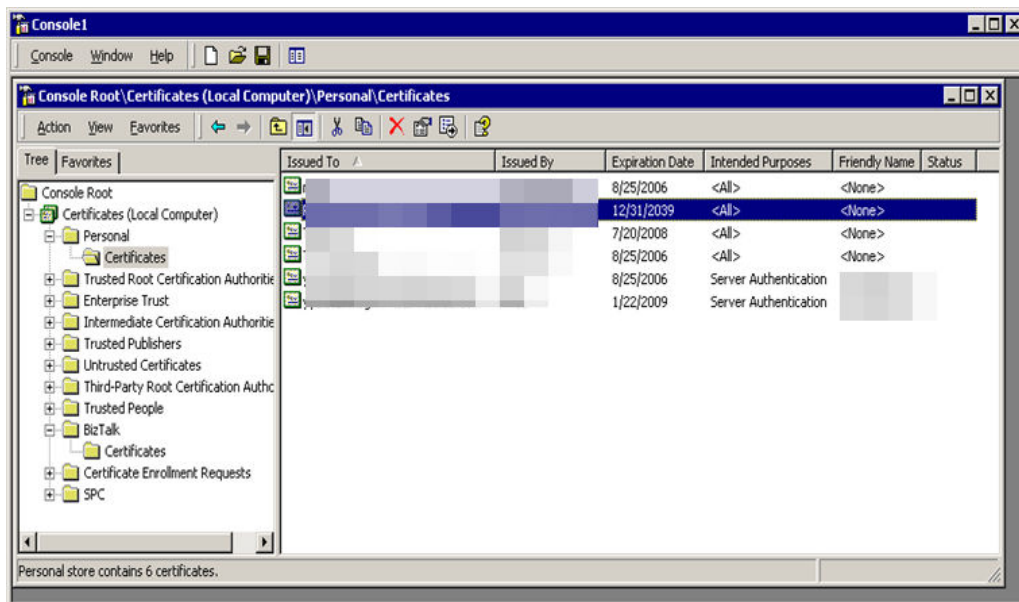 Console1
Console Window Help
Console Root\Certificates (Local Computer)\Personal\Certificates
Action View Favorites
Tree Favorites
Issued To Issued By Expiration Date Intended Purposes Friendly Name Status
Console Root
Certificates (Local Computer)
Personal
Certificates
Trusted Root Certification Authoritie
Enterprise Trust
Intermediate Certification Authoritie
Trusted Publishers
Untrusted Certificates
Third-Party Root Certification Autho
Trusted People
BizTalk
Certificates
Certificate Enrollment Requests
SPC
8/25/2006 <All> <None>
12/31/2039 <All> <None>
7/20/2008 <All> <None>
8/25/2006 <All> <None>
8/25/2006 Server Authentication
1/22/2009 Server Authentication
Personal store contains 6 certificates.